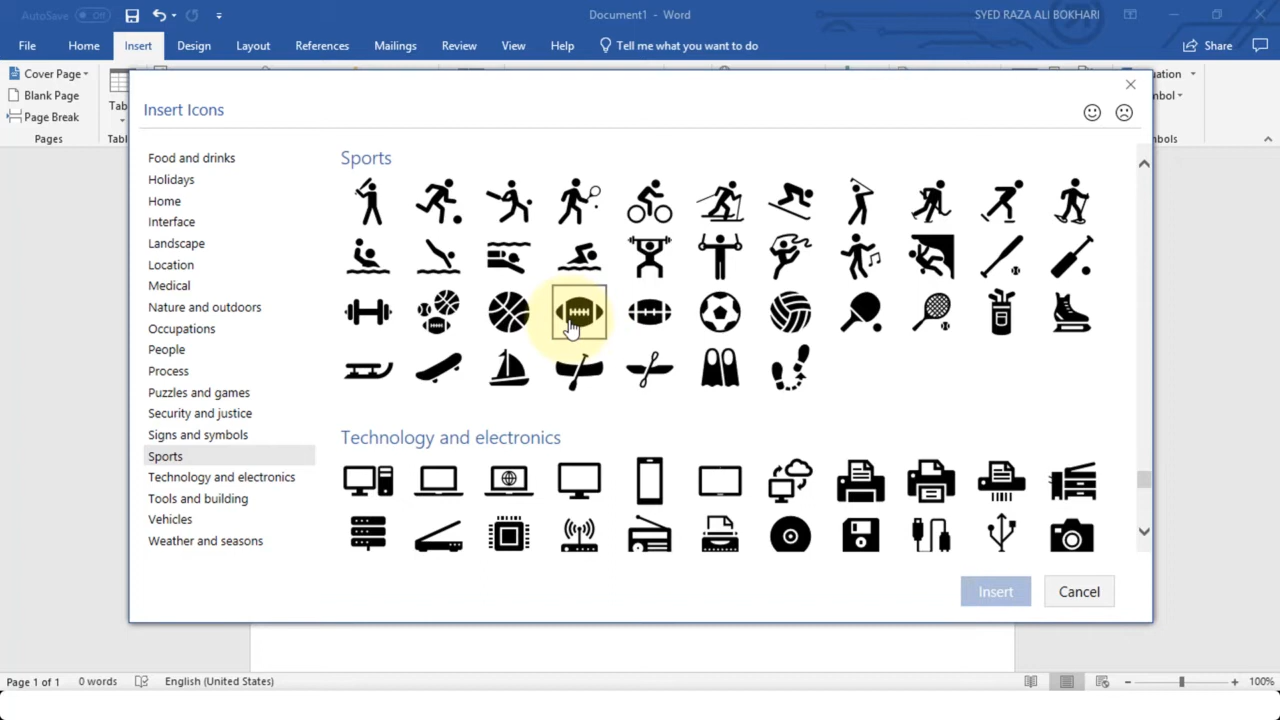 AutoSave Off
Document1 - Word
SYED RAZA ALI BOKHARI
File Home Insert Design Layout References Mailings Review View Help Tell me what you want to do Share
Cover Page
Blank Page
Page Break
Pages
Insert Icons
Food and drinks
Holidays
Home
Interface
Landscape
Location
Medical
Nature and outdoors
Occupations
People
Process
Puzzles and games
Security and justice
Signs and symbols
Sports
Technology and electronics
Tools and building
Vehicles
Weather and seasons
Sports
Technology and electronics
Insert Cancel
Page 1 of 1 0 words English (United States) 100%